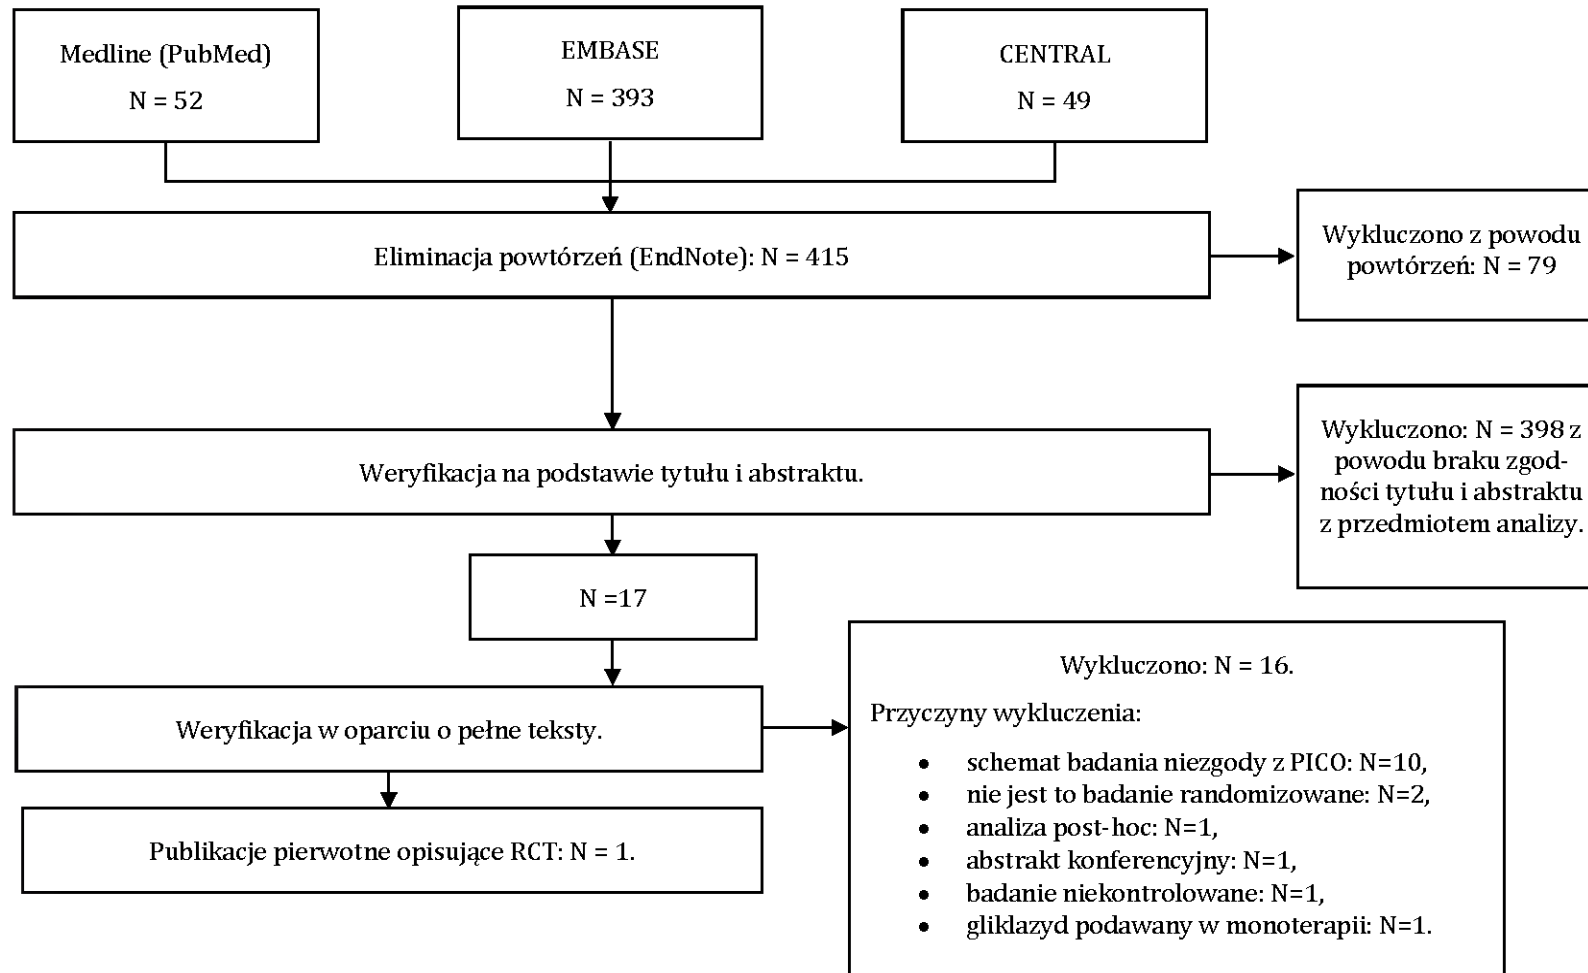 Medline (PubMed)
N = 52
EMBASE
N = 393
CENTRAL
N = 49
Eliminacja powtórzeń (EndNote): N = 415
Wykluczono z powodu
powtórzeń: N = 79
Weryfikacja na podstawie tytułu i abstraktu.
Wykluczono: N = 398 z
powodu braku zgod-
ności tytułu i abstraktu
z przedmiotem analizy.
N =17
Weryfikacja w oparciu o pełne teksty.
Wykluczono: N = 16.
Przyczyny wykluczenia:
• schemat badania niezgody z PICO: N=10,
• nie jest to badanie randomizowane: N=2,
• analiza post-hoc: N=1,
• abstrakt konferencyjny: N=1,
• badanie niekontrolowane: N=1,
• gliklazyd podawany w monoterapii: N=1.
Publikacje pierwotne opisujące RCT: N = 1.